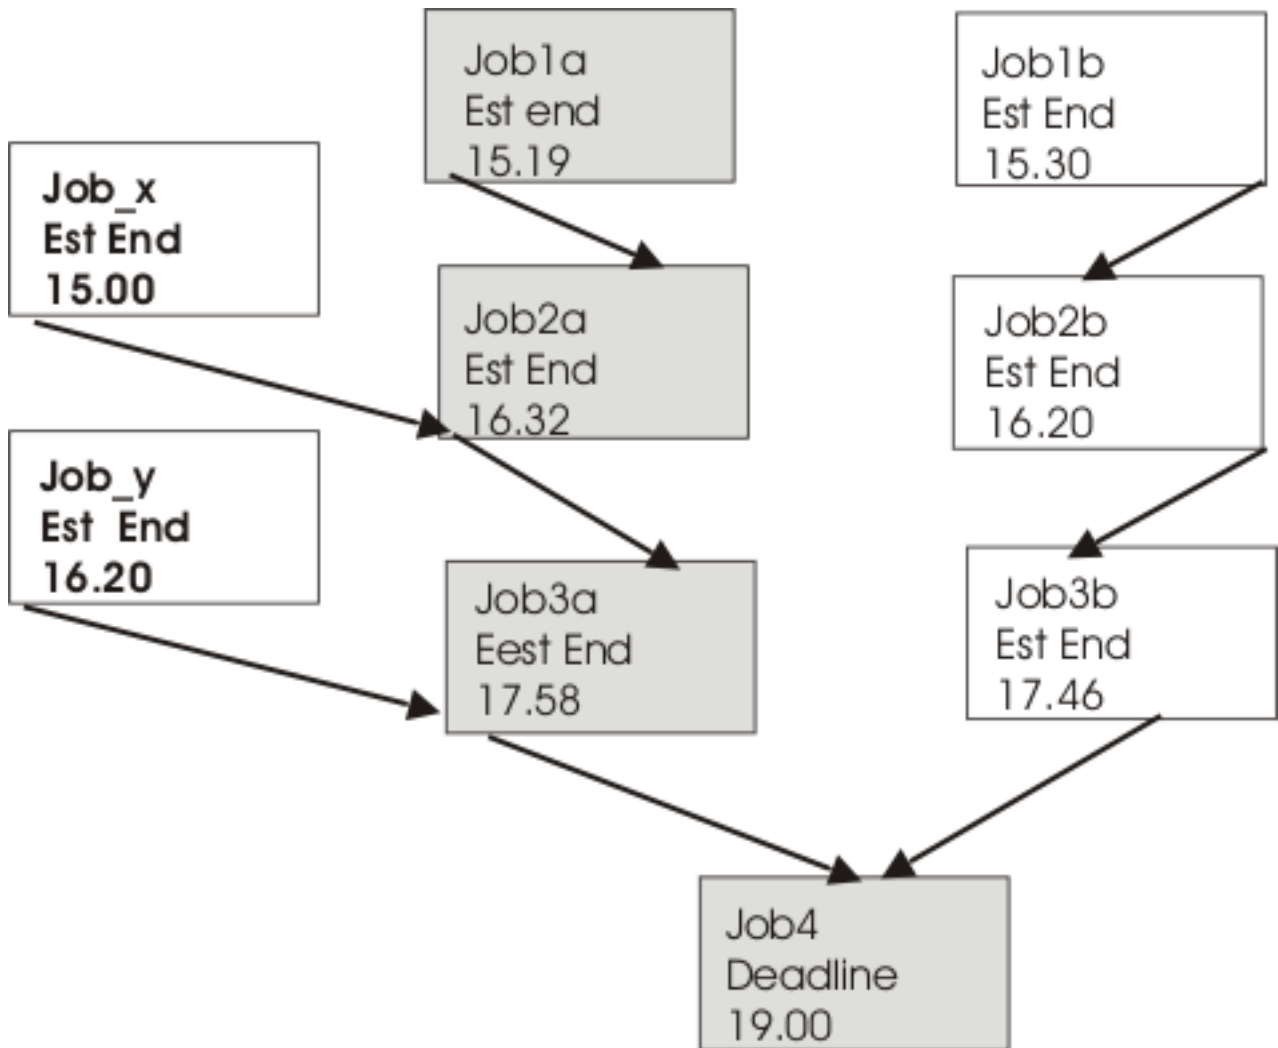 Job1a
Est end
15.19
Job1b
Est End
15.30
Job_x
Est End
15.00
Job2a
Est End
16.32
Job2b
Est End
16.20
Job_y
Est  End
16.20
Job3a
Eest End
17.58
Job3b
Est End
17.46
Job4
Deadline
19.00